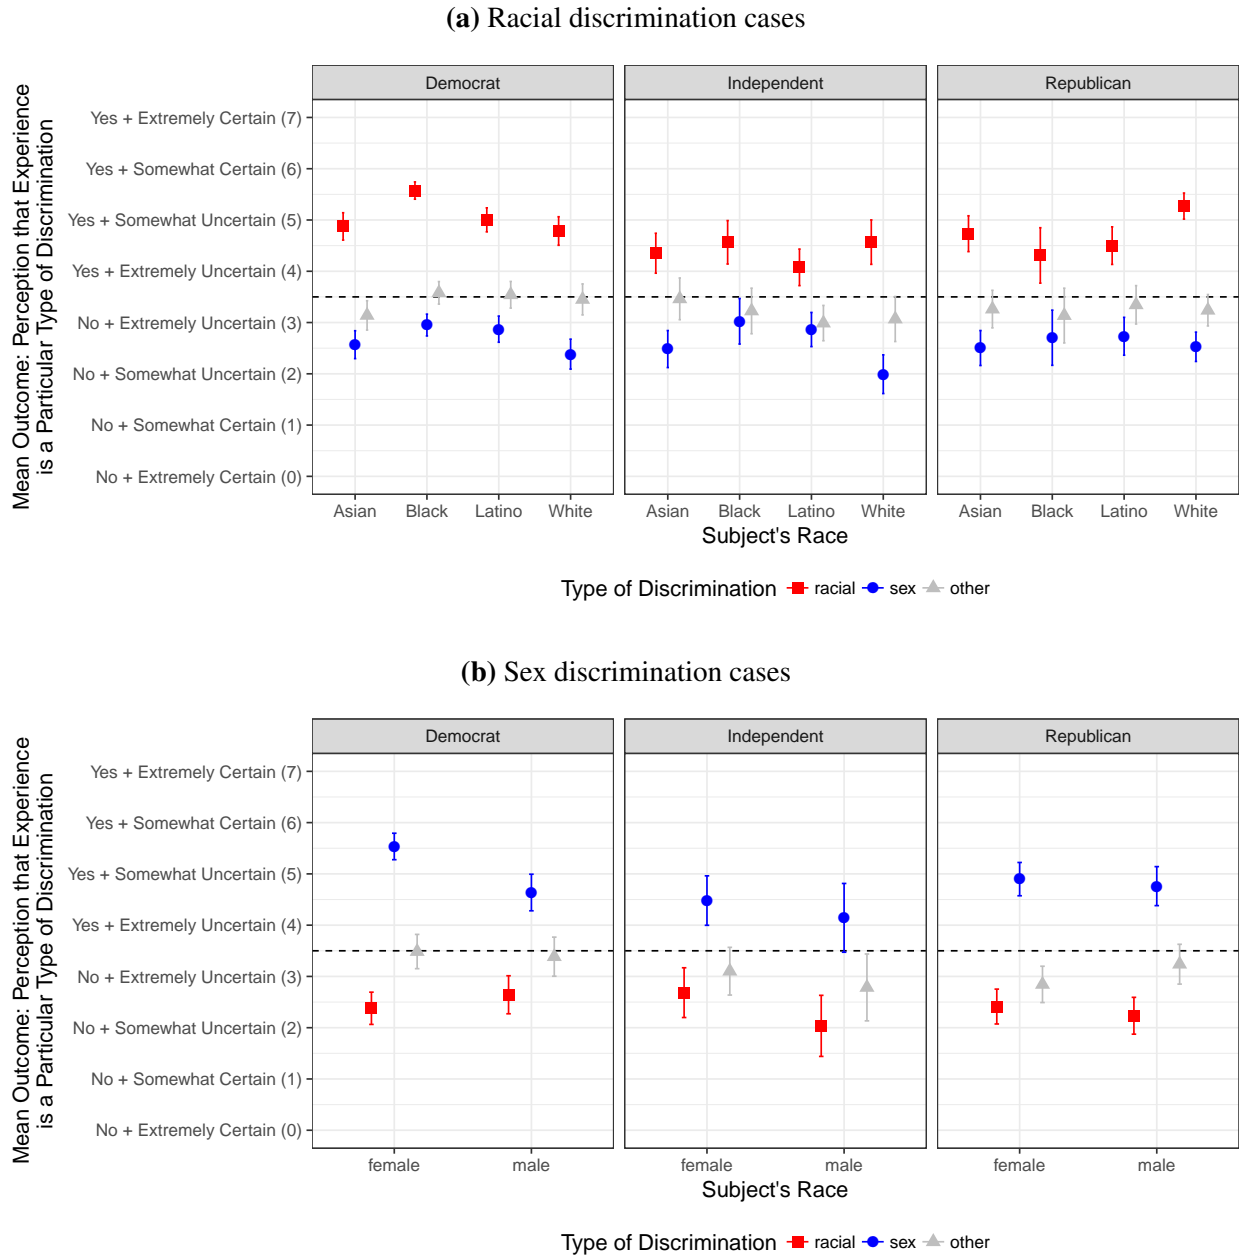 (a) Racial discrimination cases
Democrat Independent Republican
Mean Outcome: Perception that Experience
is a Particular Type of Discrimination
Yes + Extremely Certain (7)
Yes + Somewhat Certain (6)
Yes + Somewhat Uncertain (5)
Yes + Extremely Uncertain (4)
No + Extremely Uncertain (3)
No + Somewhat Uncertain (2)
No + Somewhat Certain (1)
No + Extremely Certain (0)
Asian Black Latino White Asian Black Latino White Asian Black Latino White
Subject's Race
Type of Discrimination racial sex other
(b) Sex discrimination cases
Democrat Independent Republican
Mean Outcome: Perception that Experience
is a Particular Type of Discrimination
Yes + Extremely Certain (7)
Yes + Somewhat Certain (6)
Yes + Somewhat Uncertain (5)
Yes + Extremely Uncertain (4)
No + Extremely Uncertain (3)
No + Somewhat Uncertain (2)
No + Somewhat Certain (1)
No + Extremely Certain (0)
female male female male female male
Subject's Race
Type of Discrimination racial sex other